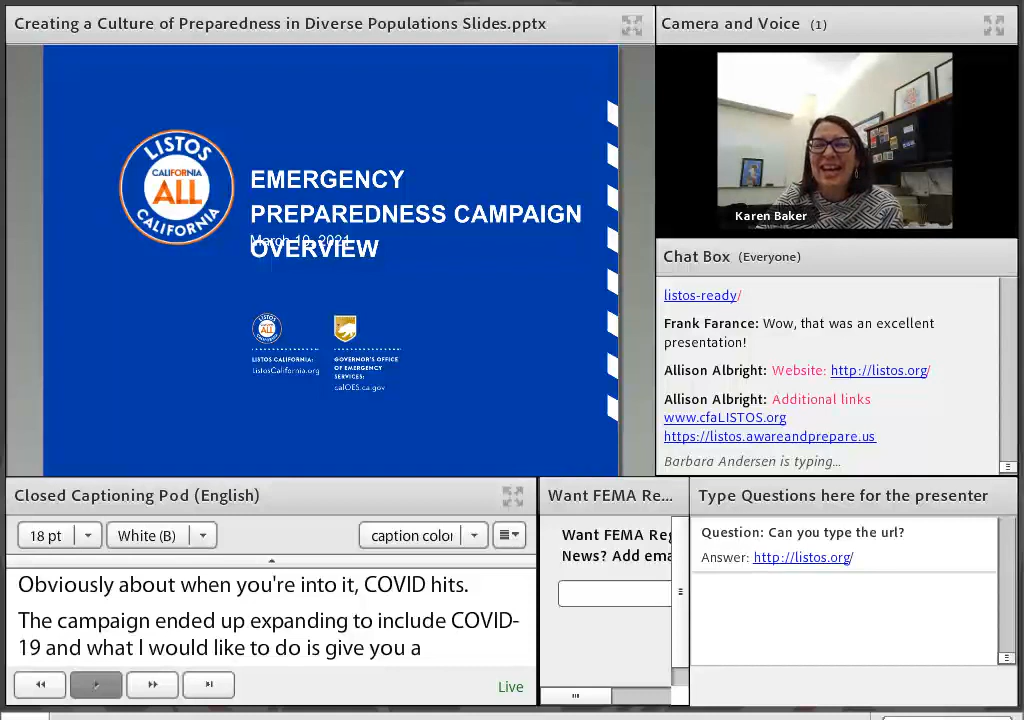 Creating a Culture of Preparedness in Diverse Populations Slides.pptx
LISTOS
CALIFORNIA
ALL
CALIFORNIA
EMERGENCY
PREPAREDNESS CAMPAIGN
OVERVIEW
March 10, 2021
LISTOS CALIFORNIA:
listosCalifornia.org
GOVERNOR'S OFFICE
OF EMERGENCY
SERVICES:
calOES.ca.gov
Camera and Voice (1)
Karen Baker
Chat Box (Everyone)
listos-ready/
Frank Farance: Wow, that was an excellent
presentation!
Allison Albright: Website: http://listos.org/
Allison Albright: Additional links
www.cfaLISTOS.org
https://listos.awareandprepare.us
Barbara Andersen is typing...
Closed Captioning Pod (English)
18 pt
White (B)
caption color
Obviously about when you're into it, COVID hits.
The campaign ended up expanding to include COVID-
19 and what I would like to do is give you a
Live
Want FEMA Re...
Want FEMA Reg
News? Add ema
Type Questions here for the presenter
Question: Can you type the url?
Answer: http://listos.org/